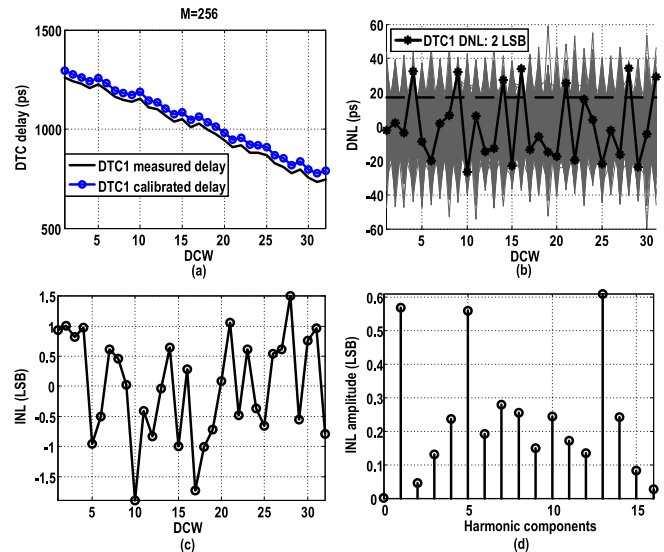 M=256
DTC delay (ps)
1500
1000
500
DTC1 measured delay
DTC1 calibrated delay
5 10 15 20 25 30
DCW
(a)
DNL (ps)
60
40
20
0
-20
-40
-60
DTC1 DNL: 2 LSB
5 10 15 20 25 30
DCW
(b)
INL (LSB)
1.5
1
0.5
0
-0.5
-1
-1.5
5 10 15 20 25 30
DCW
(c)
INL amplitude (LSB)
0.6
0.5
0.4
0.3
0.2
0.1
0
0 5 10 15
Harmonic components
(d)